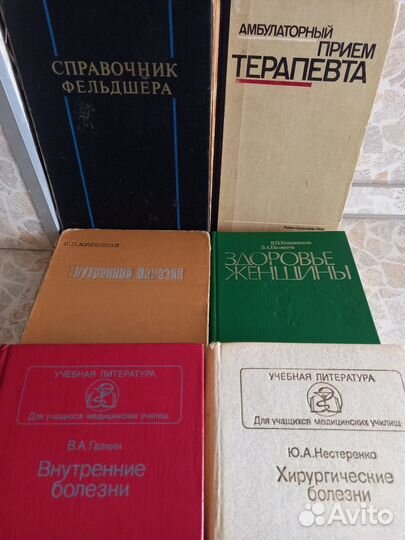 СПРАВОЧНИК
ФЕЛЬДШЕРА
АМБУЛАТОРНЫЙ
ПРИЕМ
ТЕРАПЕВТА
ВНУТРЕННИЕ БОЛЕЗНИ
ЗДОРОВЬЕ
ЖЕНЩИНЫ
УЧЕБНАЯ ЛИТЕРАТУРА
Для учащихся медицинских училищ
В.А.Галкин
Внутренние
болезни
УЧЕБНАЯ ЛИТЕРАТУРА
Для учащихся медицинских училищ
Ю.А.Нестеренко
Хирургические
болезни
Avito